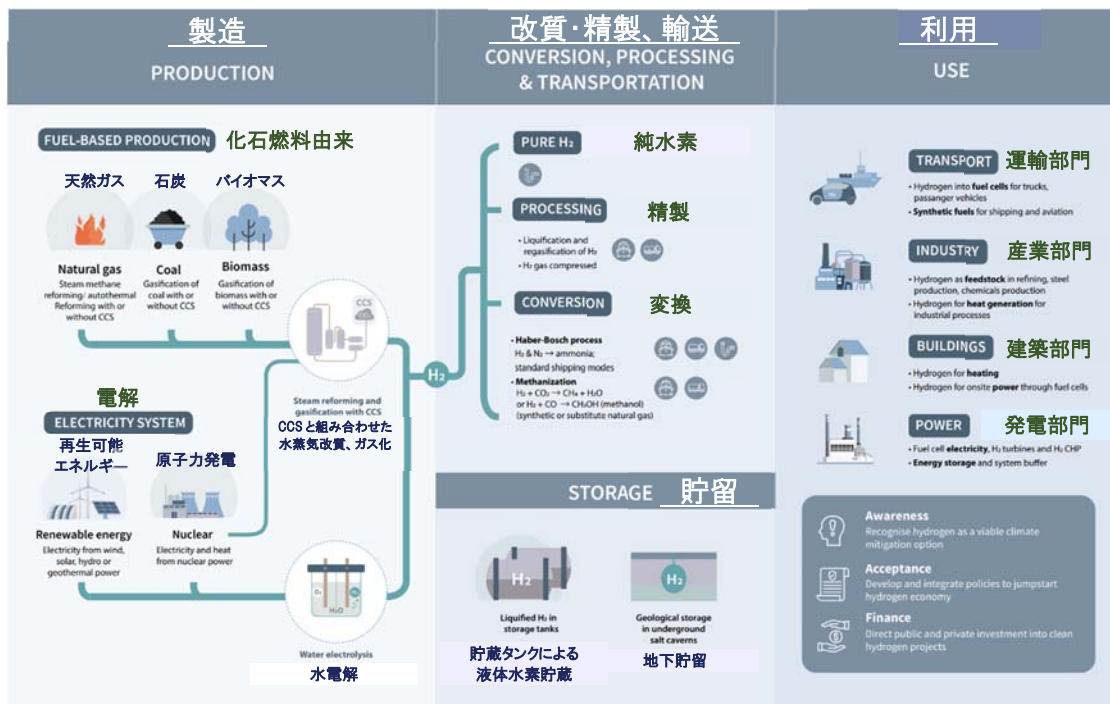 製造
PRODUCTION
FUEL-BASED PRODUCTION 化石燃料由来
天然ガス 石炭 バイオマス
Natural gas
Steam methane
reforming/ autothermal
Reforming with or
without CCS
Coal
Gasification of
coal with or
without CCS
Biomass
Gasification of
biomass with or
without CCS
CCS
Steam reforming and
gasification with CCS
CCSと組み合わせた
水蒸気改質、ガス化
電解
ELECTRICITY SYSTEM
再生可能
エネルギー
原子力発電
Renewable energy
Electricity from wind,
solar, hydro or
geothermal power
Nuclear
Electricity and heat
from nuclear power
O₂
H₂
H₂O
Water electrolysis
水電解
H₂
改質・精製、輸送
CONVERSION, PROCESSING
& TRANSPORTATION
PURE H₂ 純水素
PROCESSING 精製
• Liquification and
regasification of H₂
• H₂ gas compressed
CONVERSION 変換
• Haber-Bosch process
H₂ & N₂ → ammonia;
standard shipping modes
• Methanization
H₂ + CO₂ → CH₄ + H₂O
or H₂ + CO → CH₃OH (methanol)
(synthetic or substitute natural gas)
STORAGE 貯留
H₂
Liquified H₂ in
storage tanks
貯蔵タンクによる
液体水素貯蔵
H₂
Geological storage
in underground
salt caverns
地下貯留
利用
USE
H₂
TRANSPORT 運輸部門
• Hydrogen into fuel cells for trucks,
passenger vehicles
• Synthetic fuels for shipping and aviation
INDUSTRY 産業部門
• Hydrogen as feedstock in refining, steel
production, chemicals production
• Hydrogen for heat generation for
industrial processes
BUILDINGS 建築部門
• Hydrogen for heating
• Hydrogen for onsite power through fuel cells
POWER 発電部門
• Fuel cell electricity, H₂ turbines and H₂ CHP
• Energy storage and system buffer
Awareness
Recognise hydrogen as a viable climate
mitigation option
Acceptance
Develop and integrate policies to jumpstart
hydrogen economy
Finance
Direct public and private investment into clean
hydrogen projects